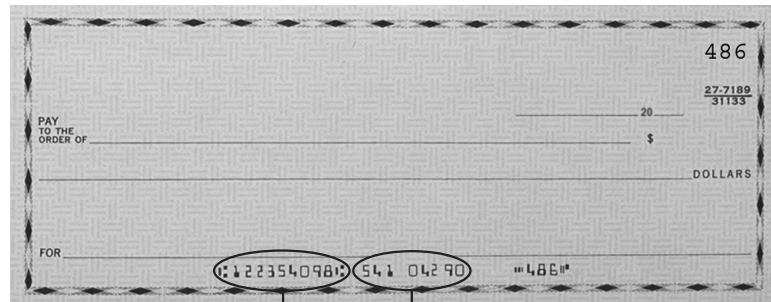 486
27-7189
31133
20
PAY
TO THE
ORDER OF
$
DOLLARS
FOR
⑆122354098⑆ 541 04290 ⑈486⑈